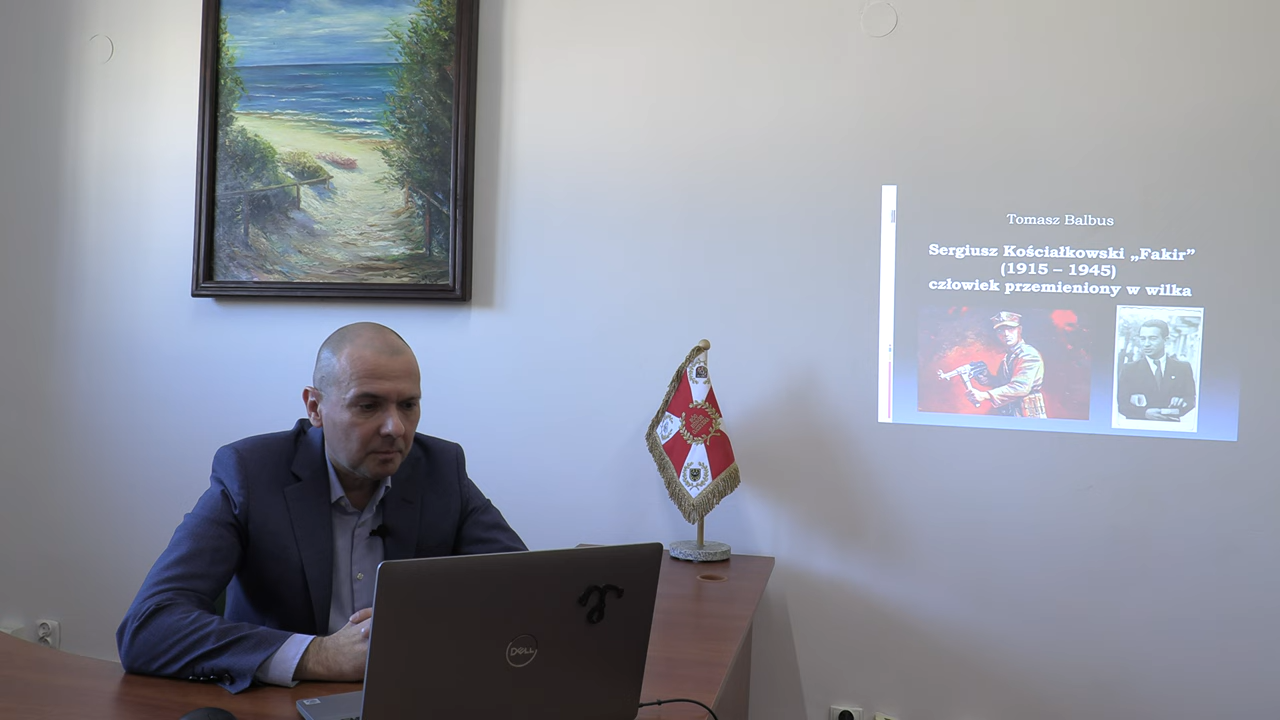 Tomasz Balbus
Sergiusz Kościałkowski „Fakir”
(1915 – 1945)
człowiek przemieniony w wilka
DELL